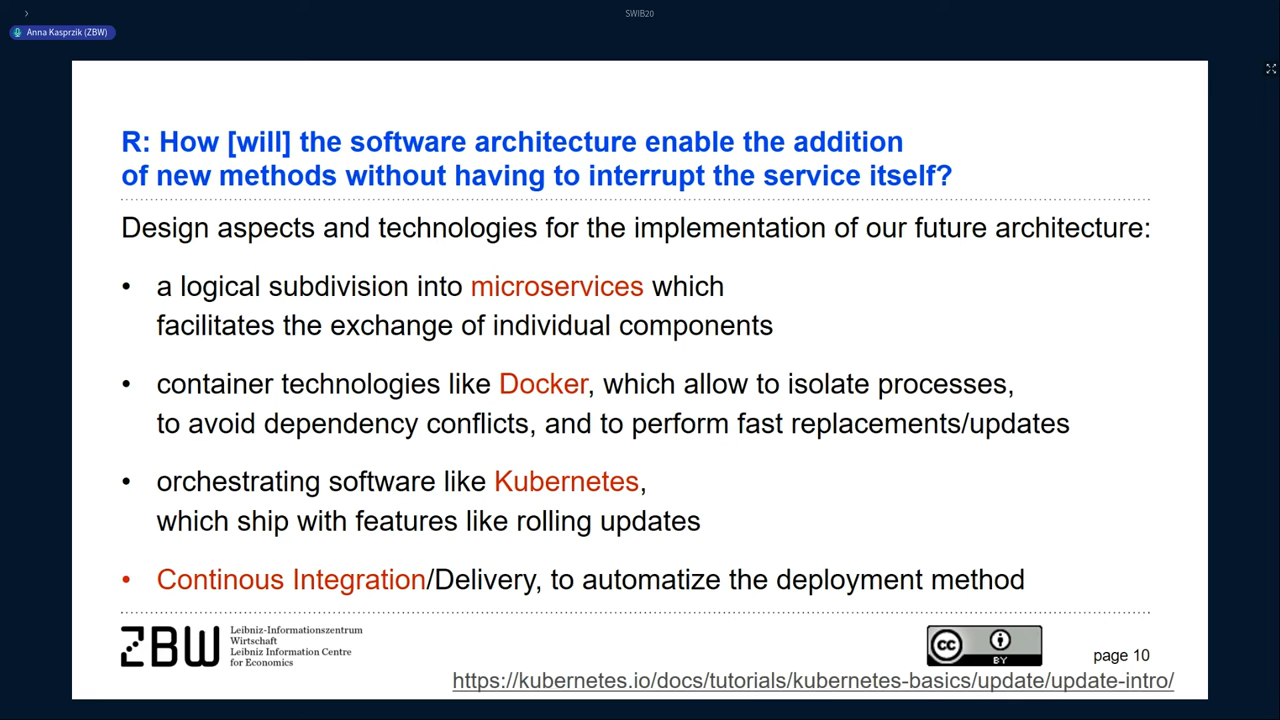 SWIB20
Anna Kasprzik (ZBW)
R: How [will] the software architecture enable the addition
of new methods without having to interrupt the service itself?
Design aspects and technologies for the implementation of our future architecture:
• a logical subdivision into microservices which
facilitates the exchange of individual components
• container technologies like Docker, which allow to isolate processes,
to avoid dependency conflicts, and to perform fast replacements/updates
• orchestrating software like Kubernetes,
which ship with features like rolling updates
• Continous Integration/Delivery, to automatize the deployment method
ZBW
Leibniz-Informationszentrum
Wirtschaft
Leibniz Information Centre
for Economics
cc
BY
page 10
https://kubernetes.io/docs/tutorials/kubernetes-basics/update/update-intro/